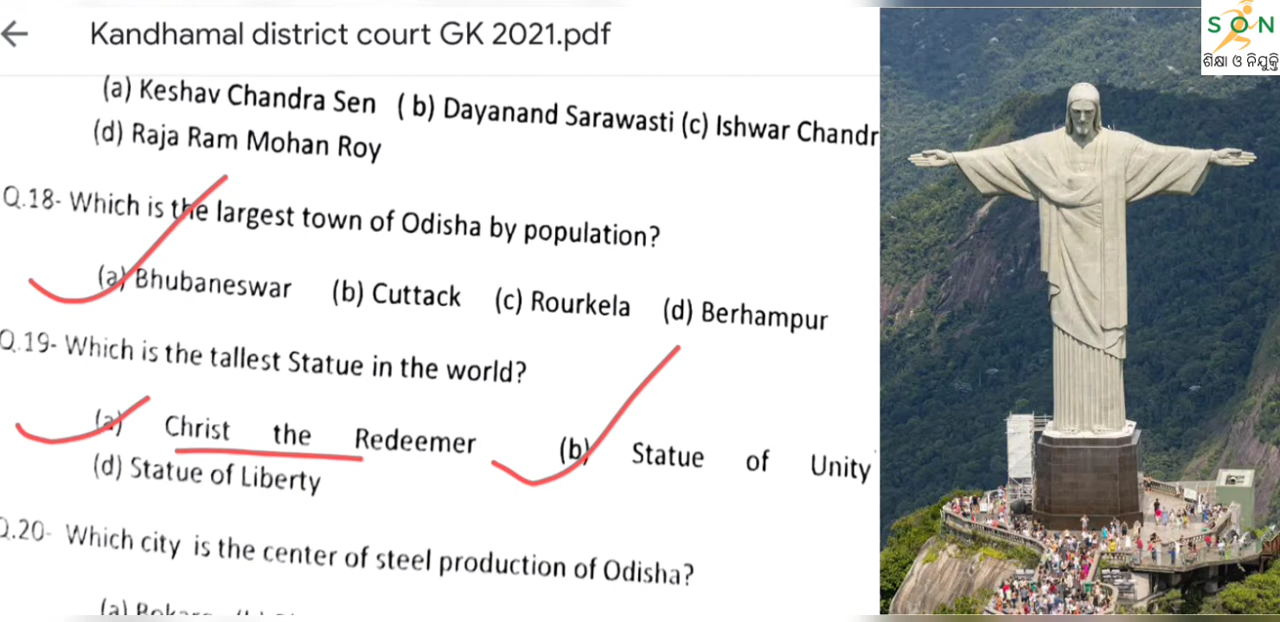 Kandhamal district court GK 2021.pdf
(a) Keshav Chandra Sen ( b) Dayanand Sarawasti (c) Ishwar Chandr
(d) Raja Ram Mohan Roy
Q.18- Which is the largest town of Odisha by population?
(a) Bhubaneswar (b) Cuttack (c) Rourkela (d) Berhampur
Q.19- Which is the tallest Statue in the world?
(a) Christ the Redeemer (b) Statue of Unity
(d) Statue of Liberty
Q.20- Which city is the center of steel production of Odisha?
(a)
SON
ଶିକ୍ଷା ଓ ନିଯୁକ୍ତି